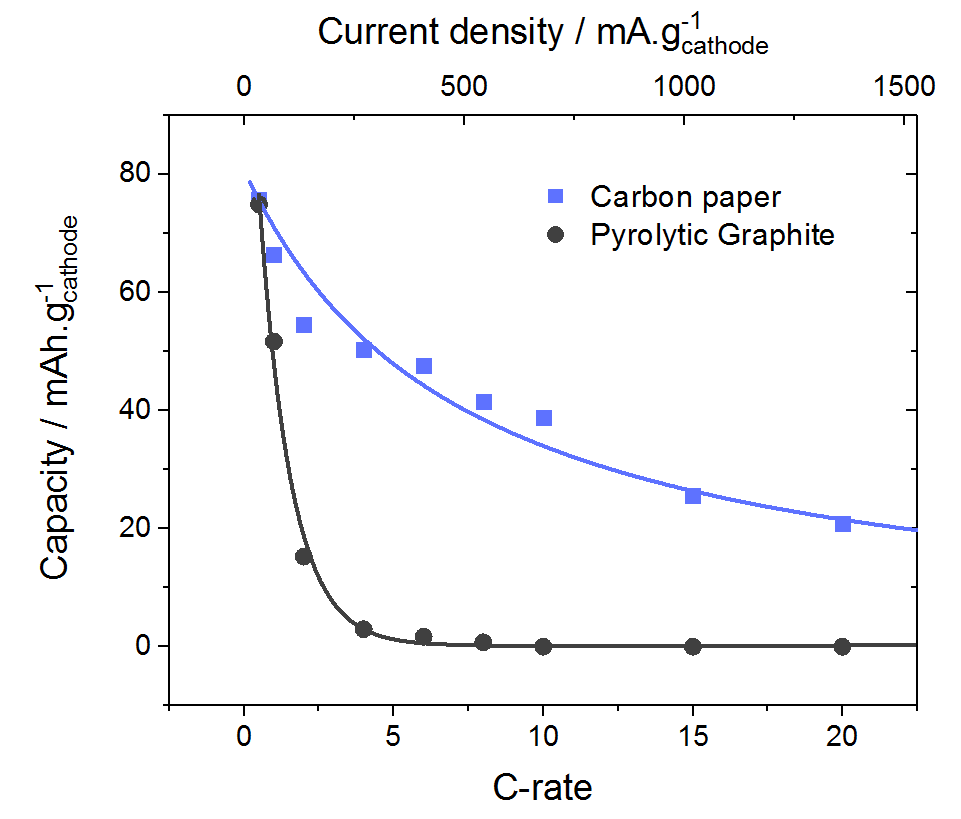 Current density / mA.g-1cathode
0 500 1000 1500
80
60
40
20
0
Capacity / mAh.g-1cathode
Carbon paper
Pyrolytic Graphite
0 5 10 15 20
C-rate